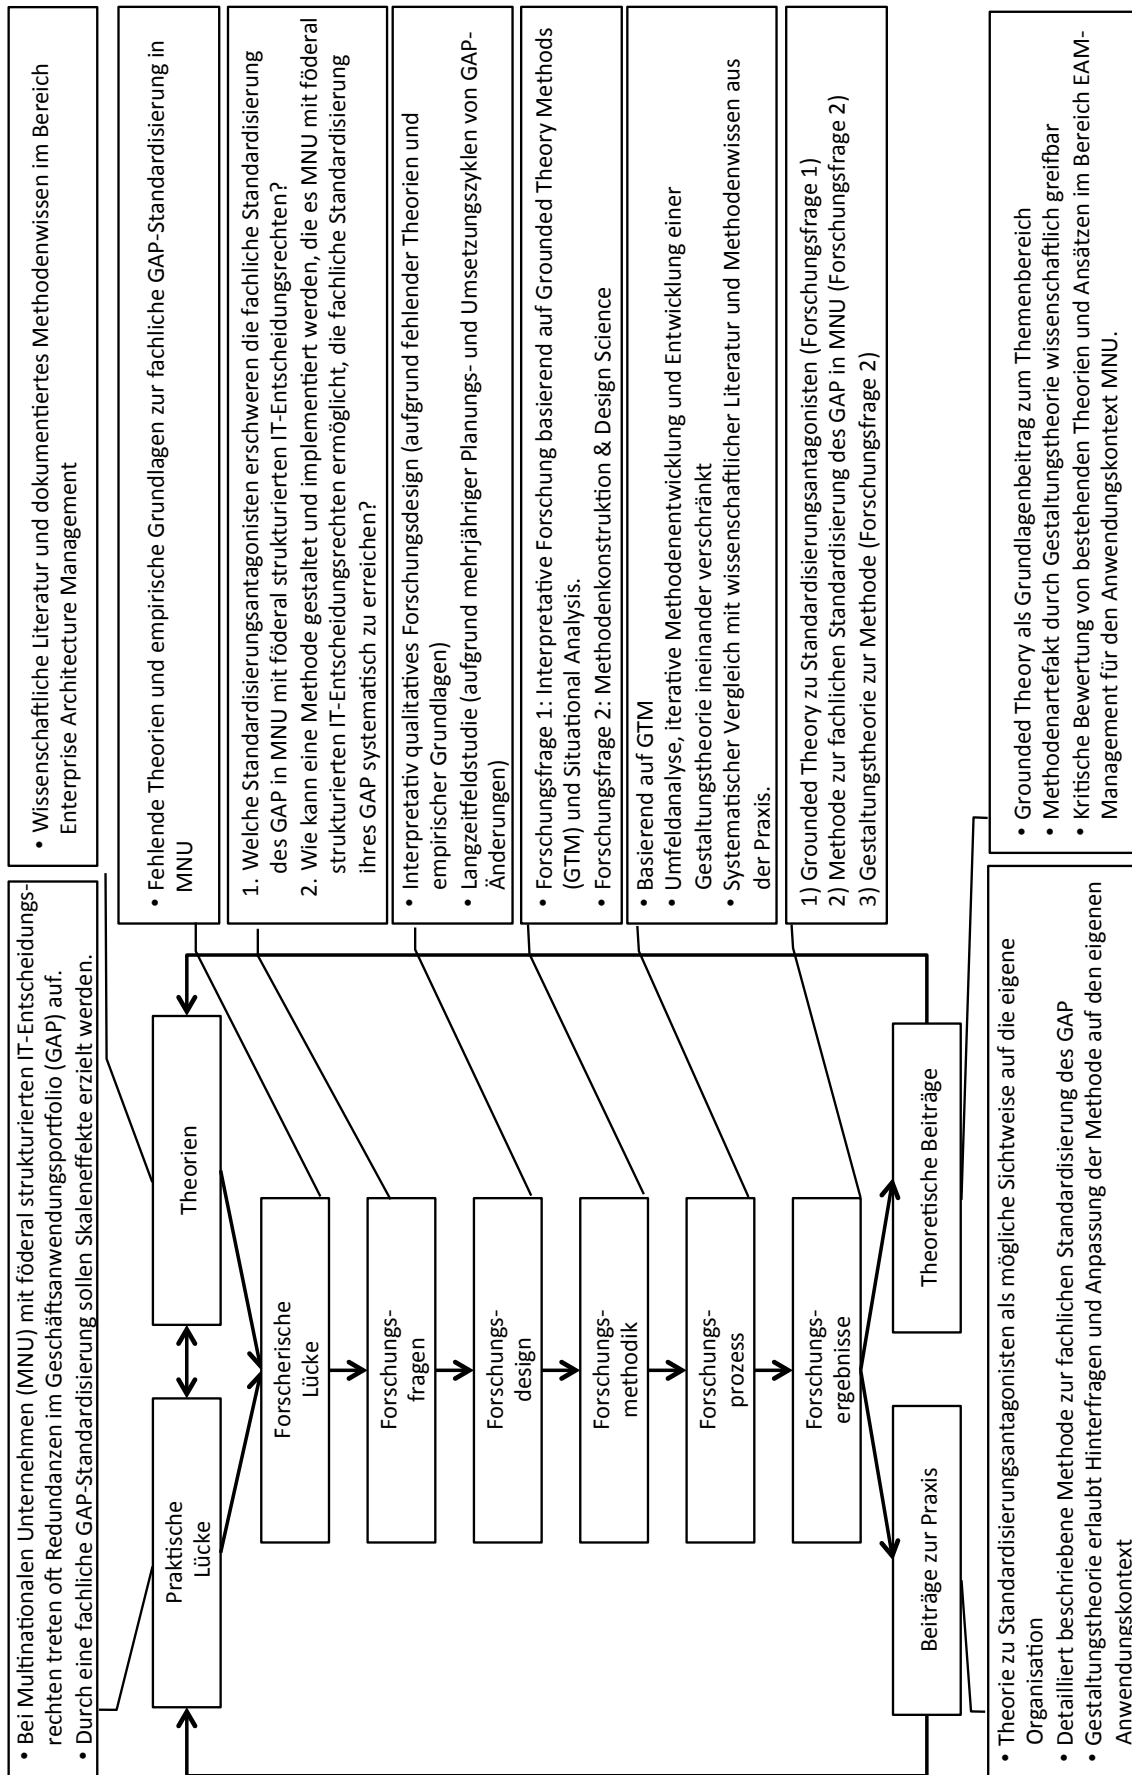 • Bei Multinationalen Unternehmen (MNU) mit föderal strukturierten IT-Entscheidungs-
rechten treten oft Redundanzen im Geschäftsanwendungsportfolio (GAP) auf.
• Durch eine fachliche GAP-Standardisierung sollen Skaleneffekte erzielt werden.
• Wissenschaftliche Literatur und dokumentiertes Methodenwissen im Bereich
Enterprise Architecture Management
Praktische
Lücke
Theorien
• Fehlende Theorien und empirische Grundlagen zur fachliche GAP-Standardisierung in
MNU
Forscherische
Lücke
1. Welche Standardisierungsantagonisten erschweren die fachliche Standardisierung
des GAP in MNU mit föderal strukturierten IT-Entscheidungsrechten?
2. Wie kann eine Methode gestaltet und implementiert werden, die es MNU mit föderal
strukturierten IT-Entscheidungsrechten ermöglicht, die fachliche Standardisierung
ihres GAP systematisch zu erreichen?
Forschungs-
fragen
• Interpretativ qualitatives Forschungsdesign (aufgrund fehlender Theorien und
empirischer Grundlagen)
• Langzeitfeldstudie (aufgrund mehrjähriger Planungs- und Umsetzungszyklen von GAP-
Änderungen)
Forschungs-
design
• Forschungsfrage 1: Interpretative Forschung basierend auf Grounded Theory Methods
(GTM) und Situational Analysis.
• Forschungsfrage 2: Methodenkonstruktion & Design Science
Forschungs-
methodik
• Basierend auf GTM
• Umfeldanalyse, iterative Methodenentwicklung und Entwicklung einer
Gestaltungstheorie ineinander verschränkt
• Systematischer Vergleich mit wissenschaftlicher Literatur und Methodenwissen aus
der Praxis.
Forschungs-
prozess
1) Grounded Theory zu Standardisierungsantagonisten (Forschungsfrage 1)
2) Methode zur fachlichen Standardisierung des GAP in MNU (Forschungsfrage 2)
3) Gestaltungstheorie zur Methode (Forschungsfrage 2)
Forschungs-
ergebnisse
Beiträge zur Praxis
Theoretische Beiträge
• Theorie zu Standardisierungsantagonisten als mögliche Sichtweise auf die eigene
Organisation
• Detailliert beschriebene Methode zur fachlichen Standardisierung des GAP
• Gestaltungstheorie erlaubt Hinterfragen und Anpassung der Methode auf den eigenen
Anwendungskontext
• Grounded Theory als Grundlagenbeitrag zum Themenbereich
• Methodenartefakt durch Gestaltungstheorie wissenschaftlich greifbar
• Kritische Bewertung von bestehenden Theorien und Ansätzen im Bereich EAM-
Management für den Anwendungskontext MNU.